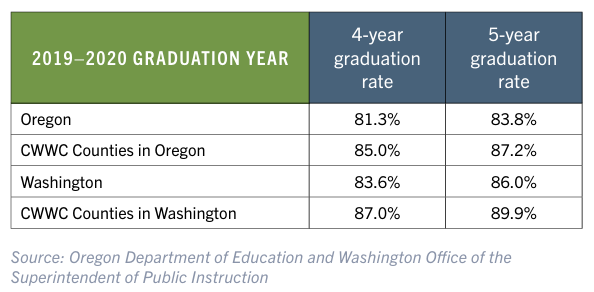 2019–2020 GRADUATION YEAR
4-year graduation rate
5-year graduation rate
Oregon 81.3% 83.8%
CWWC Counties in Oregon 85.0% 87.2%
Washington 83.6% 86.0%
CWWC Counties in Washington 87.0% 89.9%
Source: Oregon Department of Education and Washington Office of the
Superintendent of Public Instruction